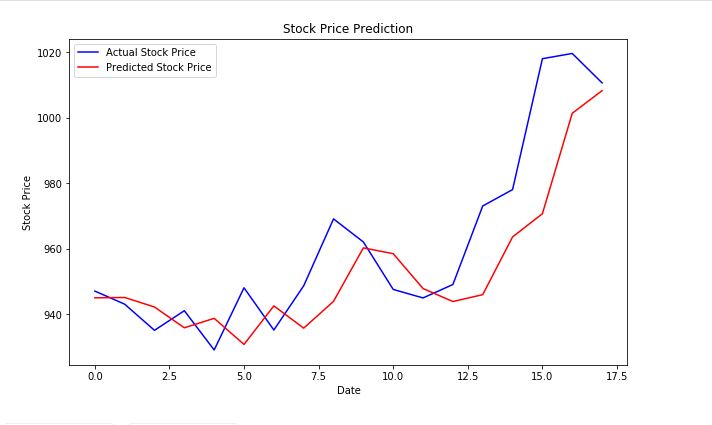 Stock Price Prediction
Actual Stock Price
Predicted Stock Price
1020
1000
980
960
940
Stock Price
0.0 2.5 5.0 7.5 10.0 12.5 15.0 17.5
Date